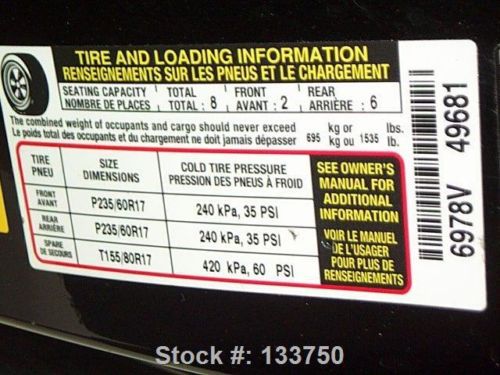 TIRE AND LOADING INFORMATION
RENSEIGNEMENTS SUR LES PNEUS ET LE CHARGEMENT
SEATING CAPACITY TOTAL FRONT REAR
NOMBRE DE PLACES TOTAL : 8 AVANT : 2 ARRIÈRE : 6
The combined weight of occupants and cargo should never exceed 695 kg or 1535 lbs.
Le poids total des occupants et du chargement ne doit jamais dépasser kg ou lb.
TIRE SIZE COLD TIRE PRESSURE
PNEU DIMENSIONS PRESSION DES PNEUS À FROID
FRONT
AVANT P235/60R17 240 kPa, 35 PSI
REAR
ARRIÈRE P235/60R17 240 kPa, 35 PSI
SPARE
DE SECOURS T155/80R17 420 kPa, 60 PSI
SEE OWNER'S
MANUAL FOR
ADDITIONAL
INFORMATION
VOIR LE MANUEL
DE L'USAGER
POUR PLUS DE
RENSEIGNEMENTS
6978V 49681
Stock #: 133750